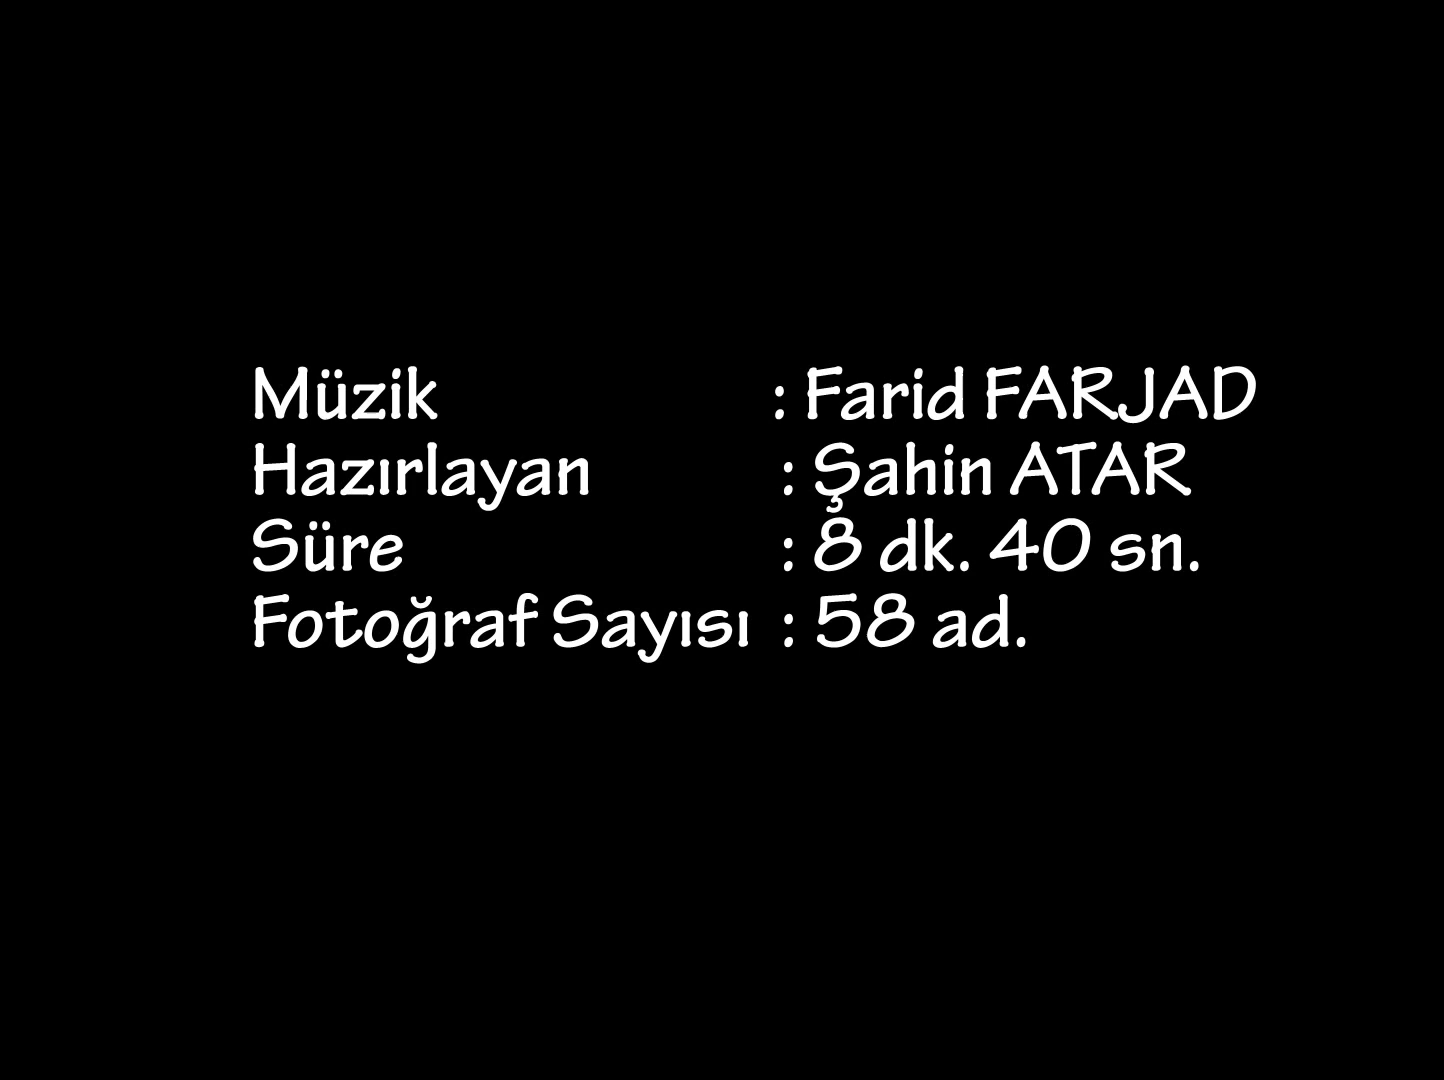 Müzik : Farid FARJAD
Hazırlayan : Şahin ATAR
Süre : 8 dk. 40 sn.
Fotoğraf Sayısı : 58 ad.